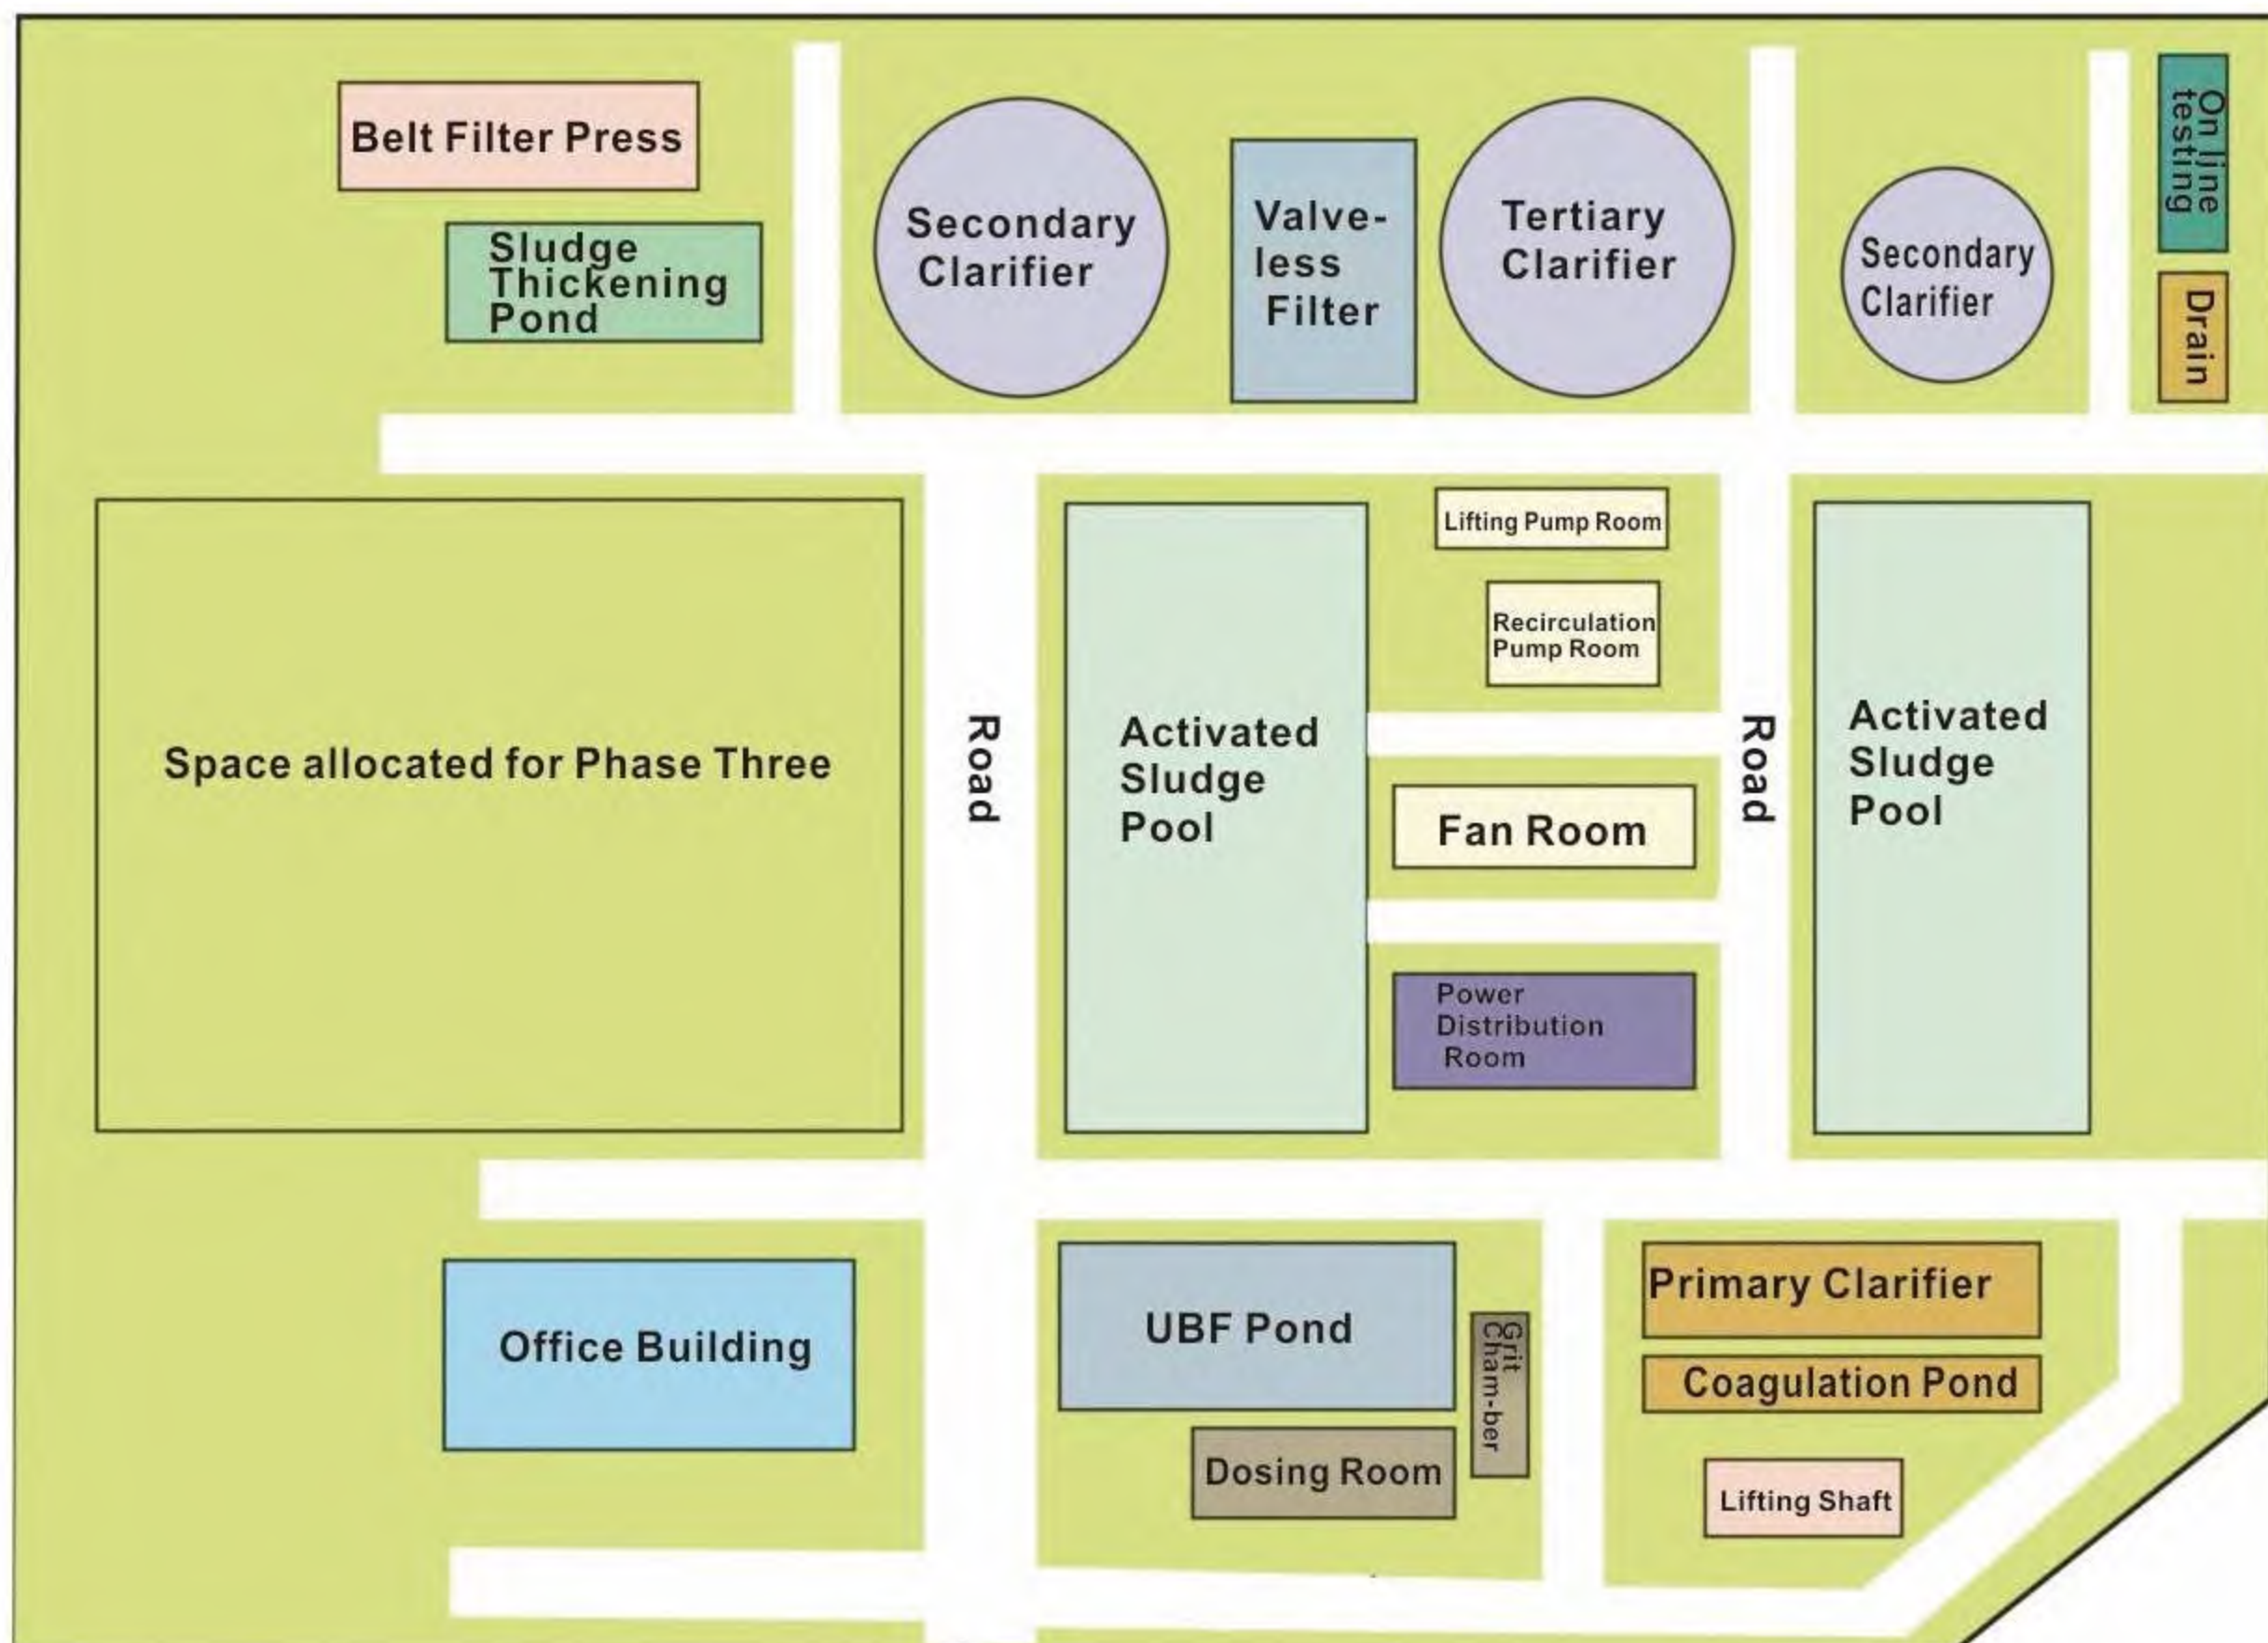 Belt Filter Press
Sludge
Thickening
Pond
Secondary
Clarifier
Valve-
less
Filter
Tertiary
Clarifier
Secondary
Clarifier
On line
testing
Drain
Space allocated for Phase Three
Road
Activated
Sludge
Pool
Lifting Pump Room
Recirculation
Pump Room
Fan Room
Power
Distribution
Room
Road
Activated
Sludge
Pool
Office Building
UBF Pond
Grit
Cham-ber
Dosing Room
Primary Clarifier
Coagulation Pond
Lifting Shaft